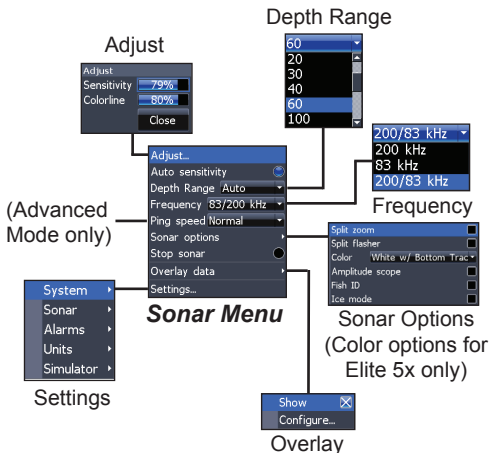 Depth Range
Adjust
60
20
30
40
60
100
Adjust
Sensitivity 79%
Colorline 80%
Close
200/83 kHz
200 kHz
83 kHz
200/83 kHz
Frequency
Adjust...
Auto sensitivity
Depth Range Auto
Frequency 83/200 kHz
Ping speed Normal
Sonar options
Stop sonar
Overlay data
Settings...
(Advanced
Mode only)
Sonar Menu
Split zoom
Split flasher
Color White w/ Bottom Trac
Amplitude scope
Fish ID
Ice mode
Sonar Options
(Color options for
Elite 5x only)
System
Sonar
Alarms
Units
Simulator
Settings
Show
Configure...
Overlay